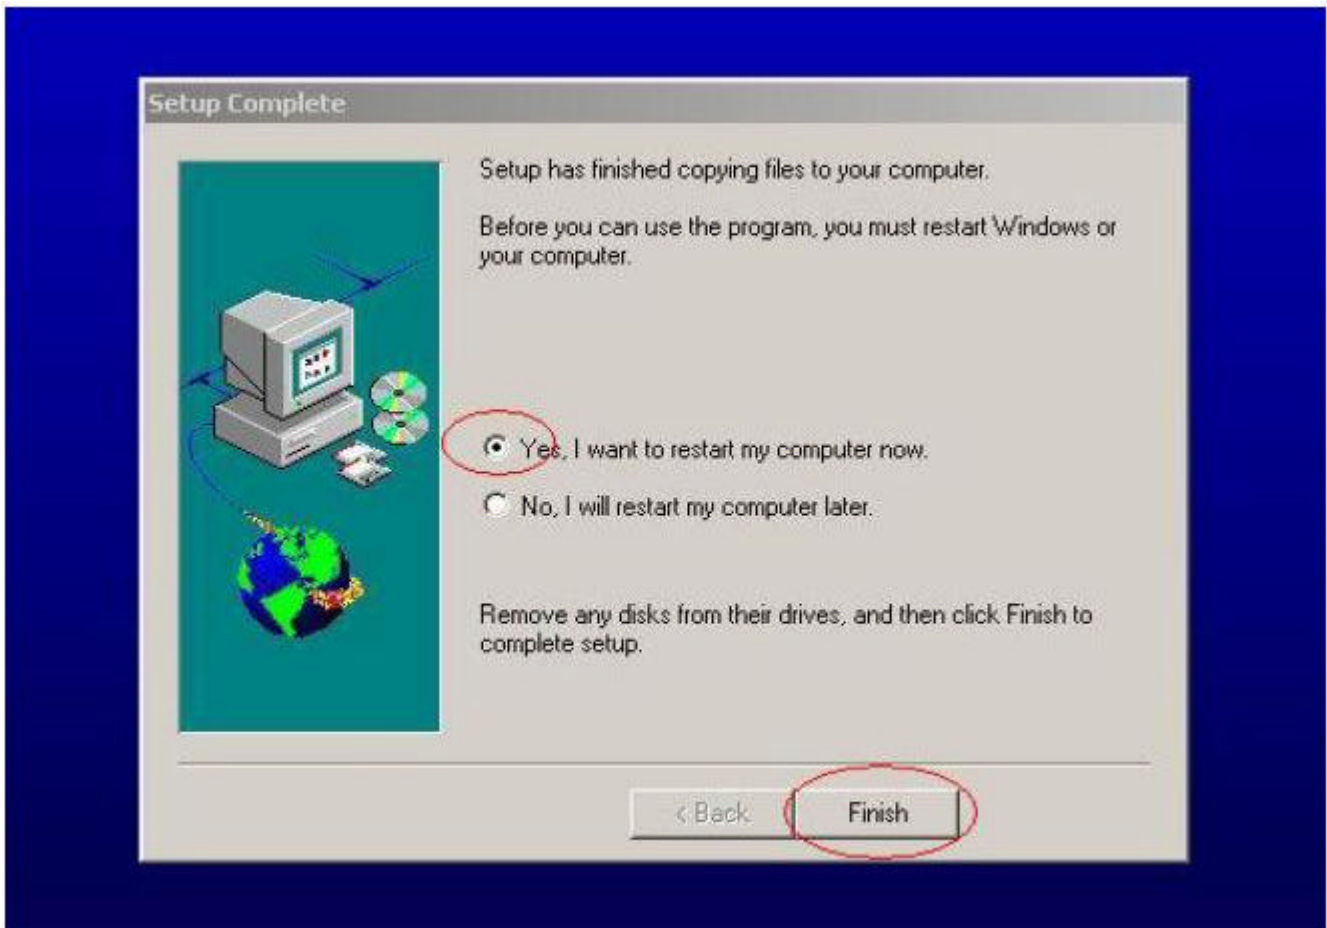 Setup Complete
Setup has finished copying files to your computer.
Before you can use the program, you must restart Windows or
your computer.
Yes, I want to restart my computer now.
No, I will restart my computer later.
Remove any disks from their drives, and then click Finish to
complete setup.
< Back
Finish